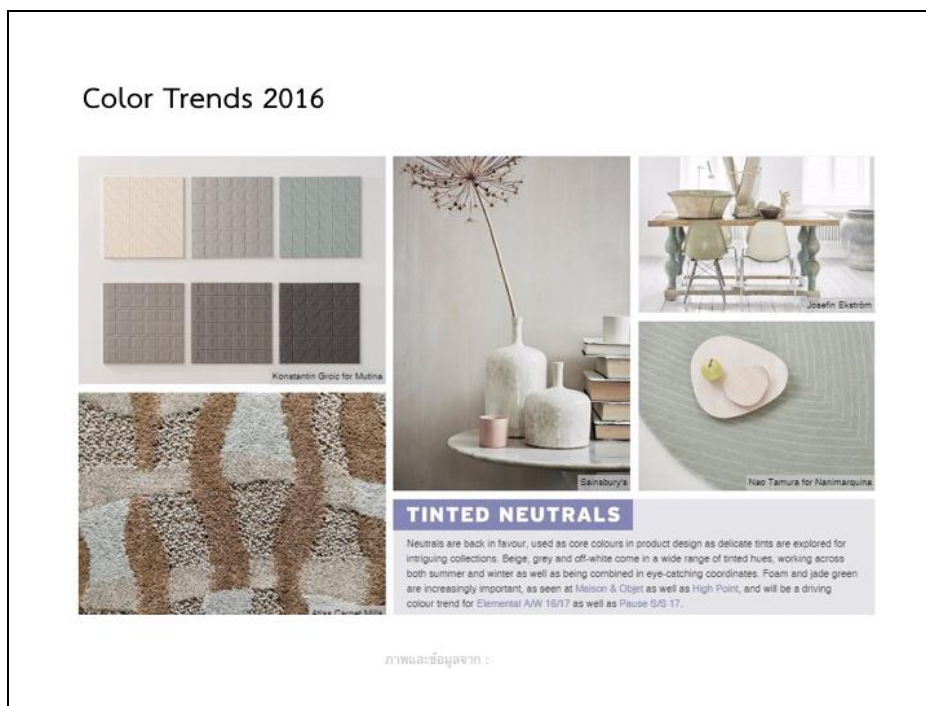 Color Trends 2016
Konstantin Grcic for Mutina
Josefin Ekström
Sainsbury's
Nao Tamura for Nanimarquina
Atlas Carpet Mills
TINTED NEUTRALS
Neutrals are back in favour, used as core colours in product design as delicate tints are explored for
intriguing collections. Beige, grey and off-white come in a wide range of tinted hues, working across
both summer and winter as well as being combined in eye-catching coordinates. Foam and jade green
are increasingly important, as seen at Maison & Objet as well as High Point, and will be a driving
colour trend for Elemental A/W 16/17 as well as Pause S/S 17.
ภาพและข้อมูลจาก :